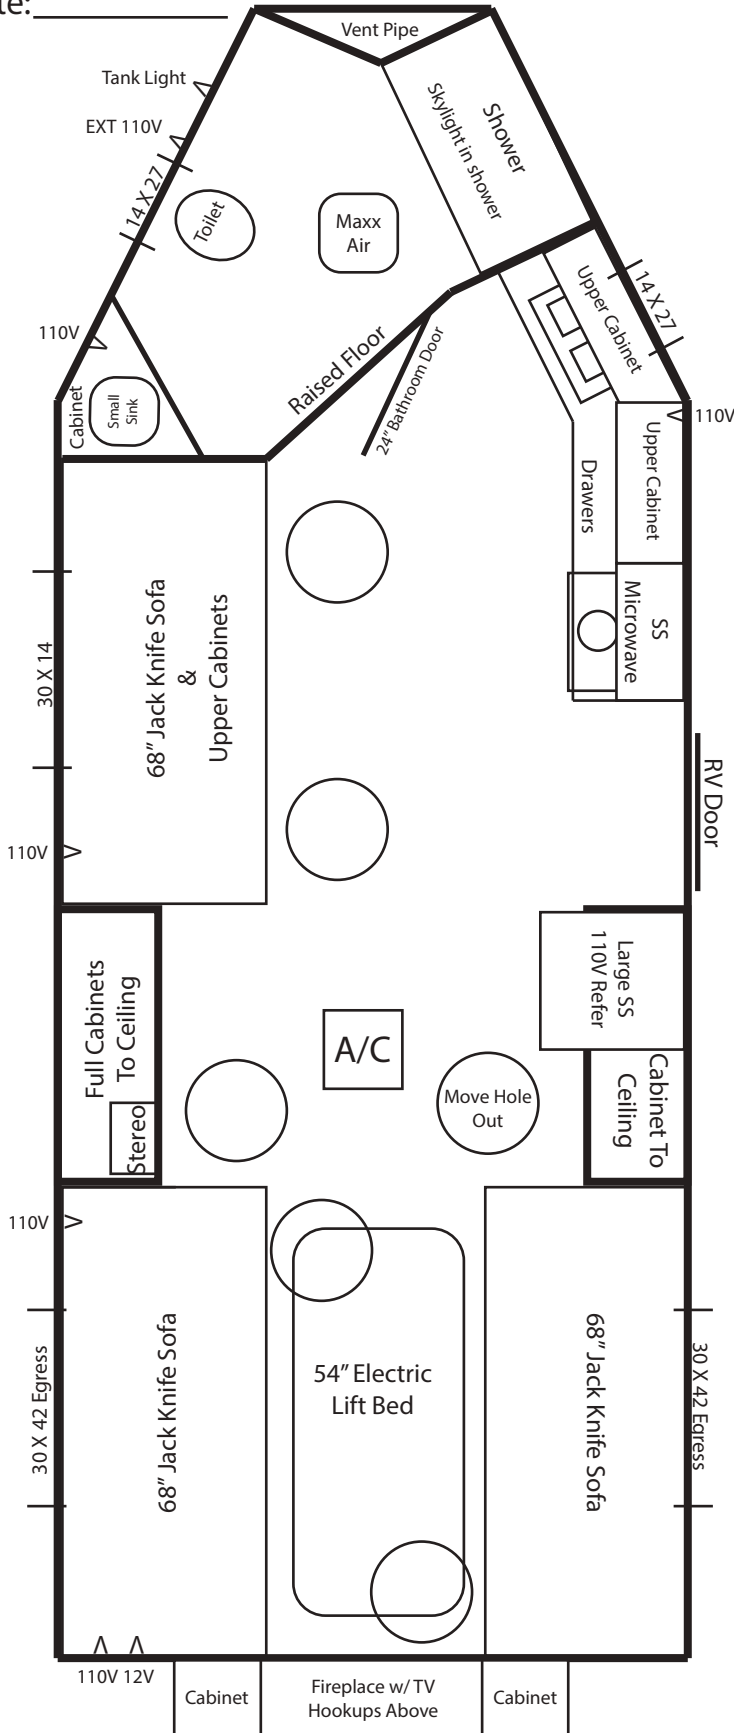 te:
Vent Pipe
Tank Light
EXT 110V
14 X 27
Toilet
Maxx
Air
Shower
Skylight in shower
Upper Cabinet
14 X 27
110V
Cabinet
Small
Sink
Raised Floor
24" Bathroom Door
110V
Upper Cabinet
Drawers
SS
Microwave
30 X 14
68" Jack Knife Sofa
&
Upper Cabinets
110V
RV Door
Full Cabinets
To Ceiling
Stereo
A/C
Large SS
110V Refer
Move Hole
Out
Cabinet To
Ceiling
110V
30 X 42 Egress
68" Jack Knife Sofa
54" Electric
Lift Bed
68" Jack Knife Sofa
30 X 42 Egress
110V 12V
Cabinet
Fireplace w/ TV
Hookups Above
Cabinet